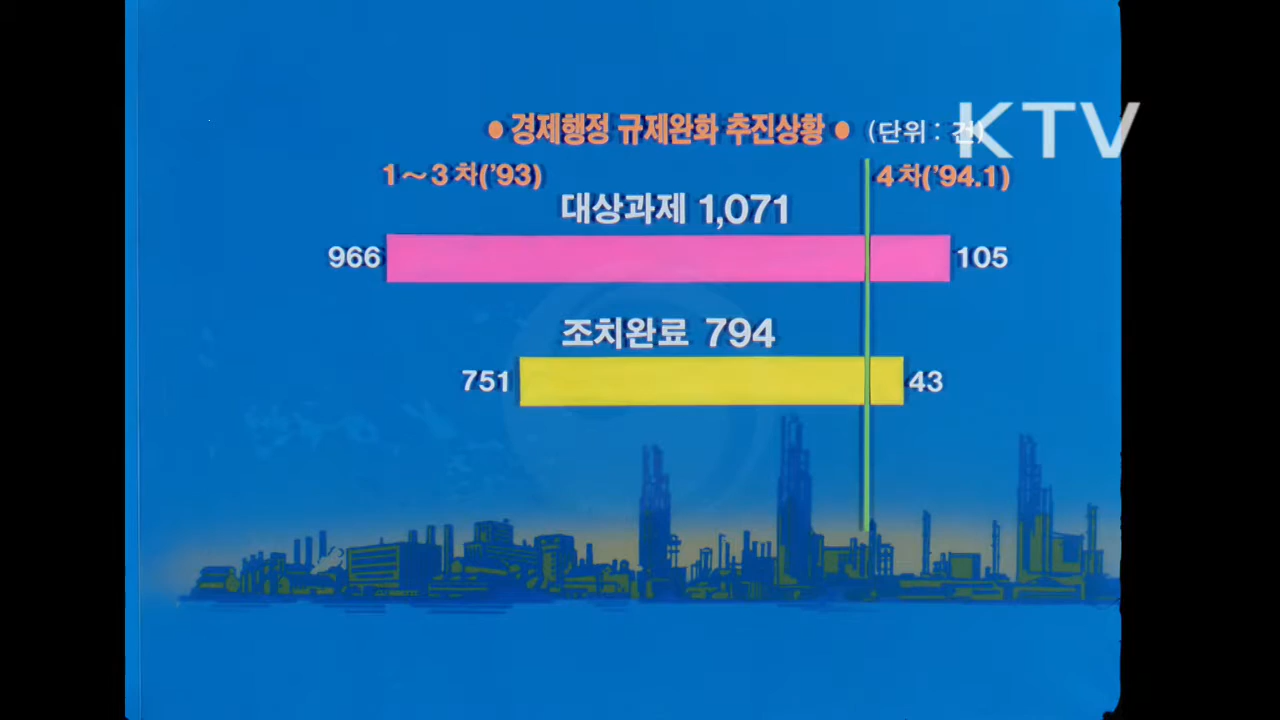 ● 경제행정 규제완화 추진상황 ● (단위 : 건)
KTV
1～3차('93)
4차('94.1)
대상과제 1,071
966
105
조치완료 794
751
43